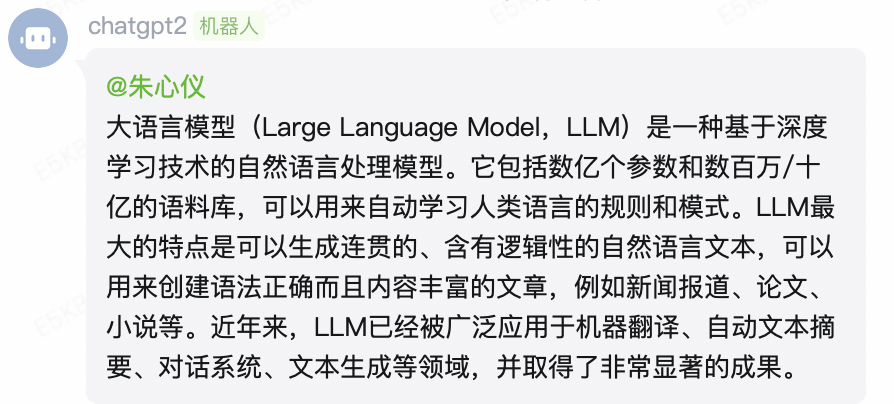 chatgpt2 机器人
@朱心仪
大语言模型（Large Language Model，LLM）是一种基于深度
学习技术的自然语言处理模型。它包括数亿个参数和数百万/十
亿的语料库，可以用来自动学习人类语言的规则和模式。LLM最
大的特点是可以生成连贯的、含有逻辑性的自然语言文本，可以
用来创建语法正确而且内容丰富的文章，例如新闻报道、论文、
小说等。近年来，LLM已经被广泛应用于机器翻译、自动文本摘
要、对话系统、文本生成等领域，并取得了非常显著的成果。